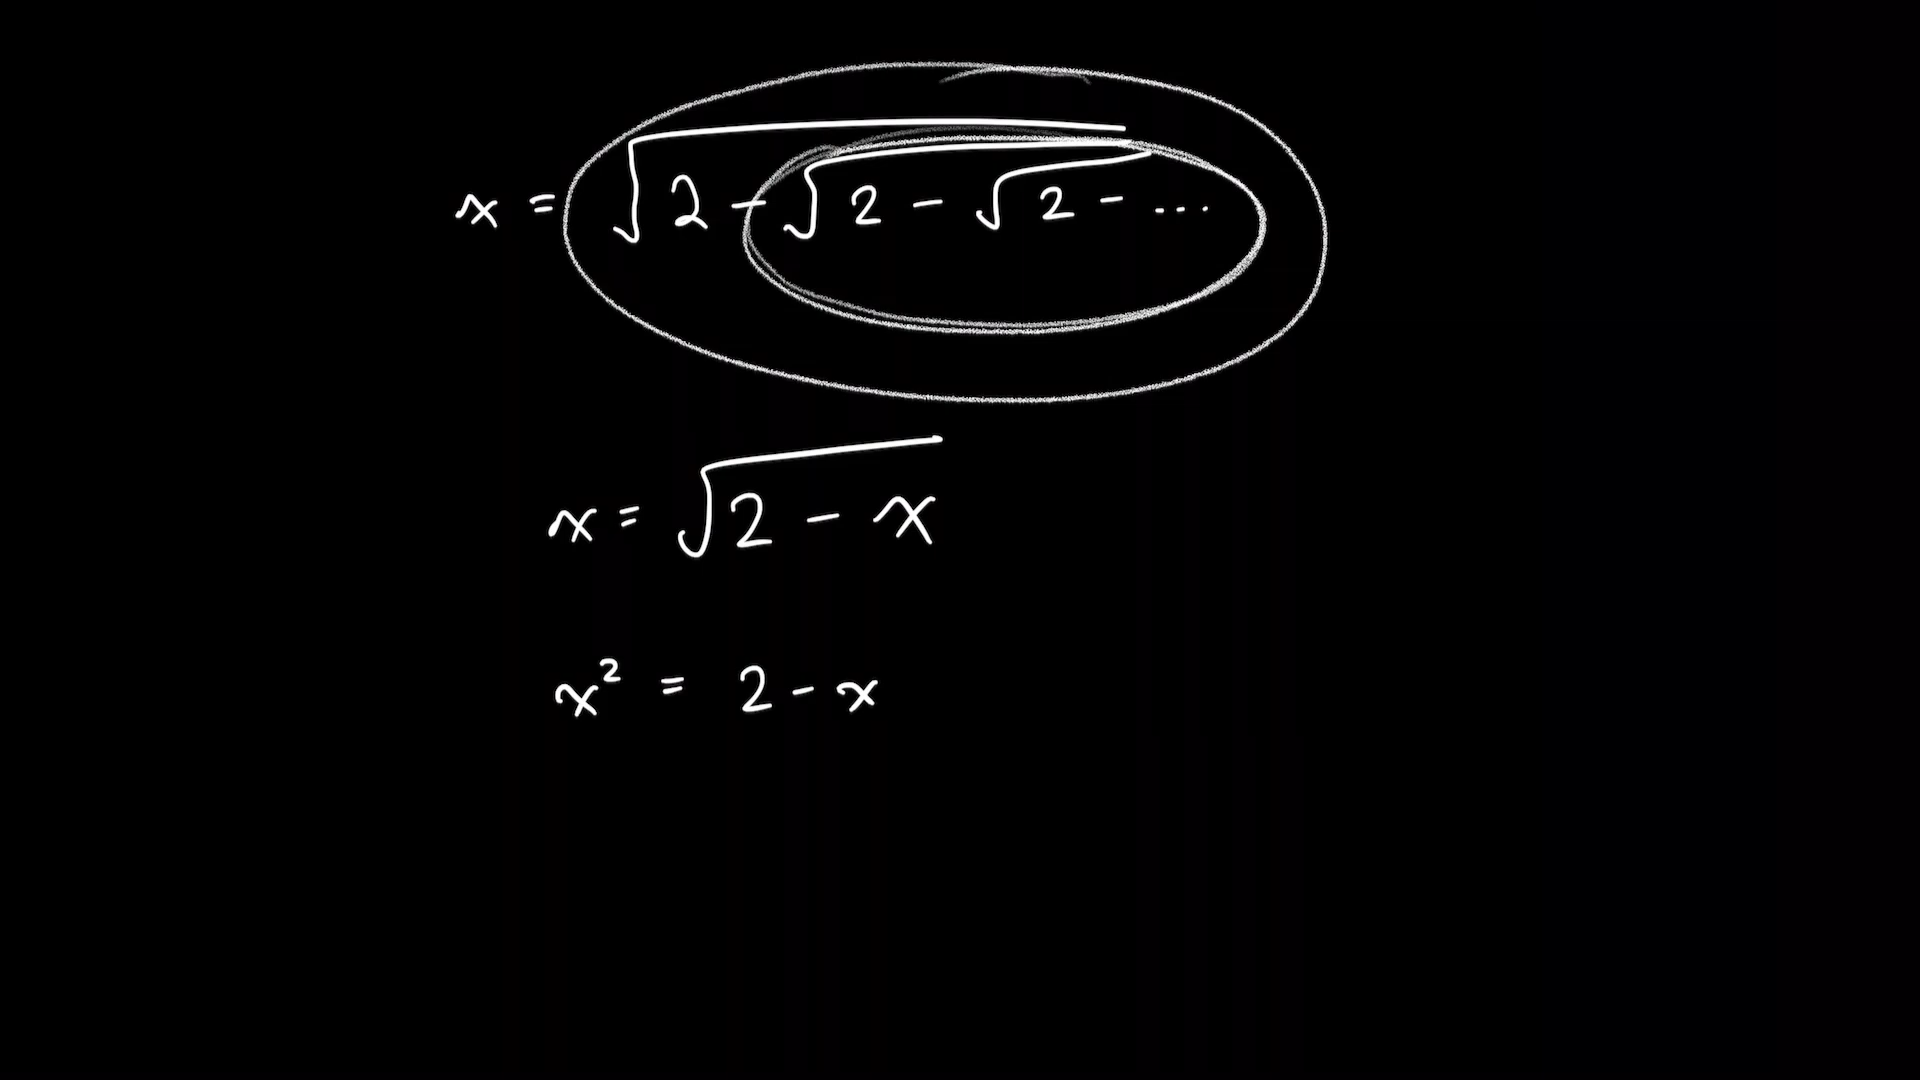 x = √2 - √2 - √2 - ...
x = √2 - x
x² = 2 - x